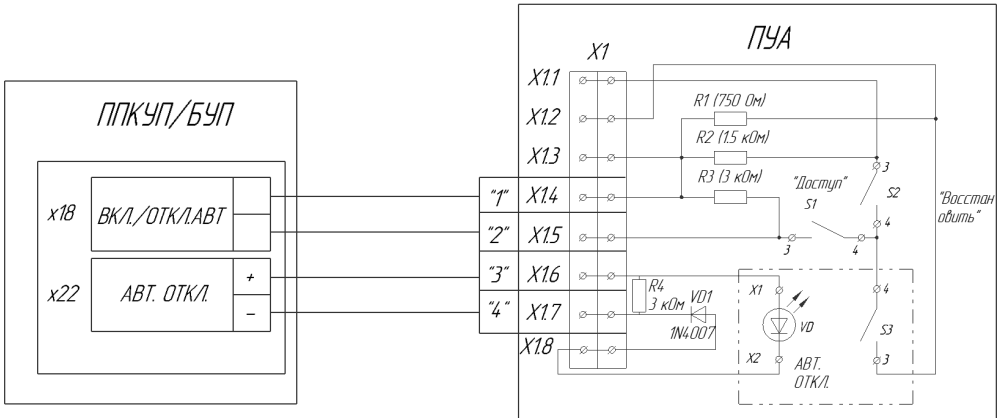 ППКУП/БУП
x18
ВКЛ./ОТКЛ.АВТ
x22
АВТ. ОТКЛ.
+
−
ПУА
X1
X1.1
X1.2
X1.3
"1" X1.4
"2" X1.5
"3" X1.6
"4" X1.7
X1.8
R1 (750 Ом)
R2 (1.5 кОм)
R3 (3 кОм)
"Доступ"
S1
3
4
3
S2
4
"Восстан
овить"
R4
3 кОм
VD1
1N4007
X1
VD
X2
АВТ.
ОТКЛ.
4
S3
3